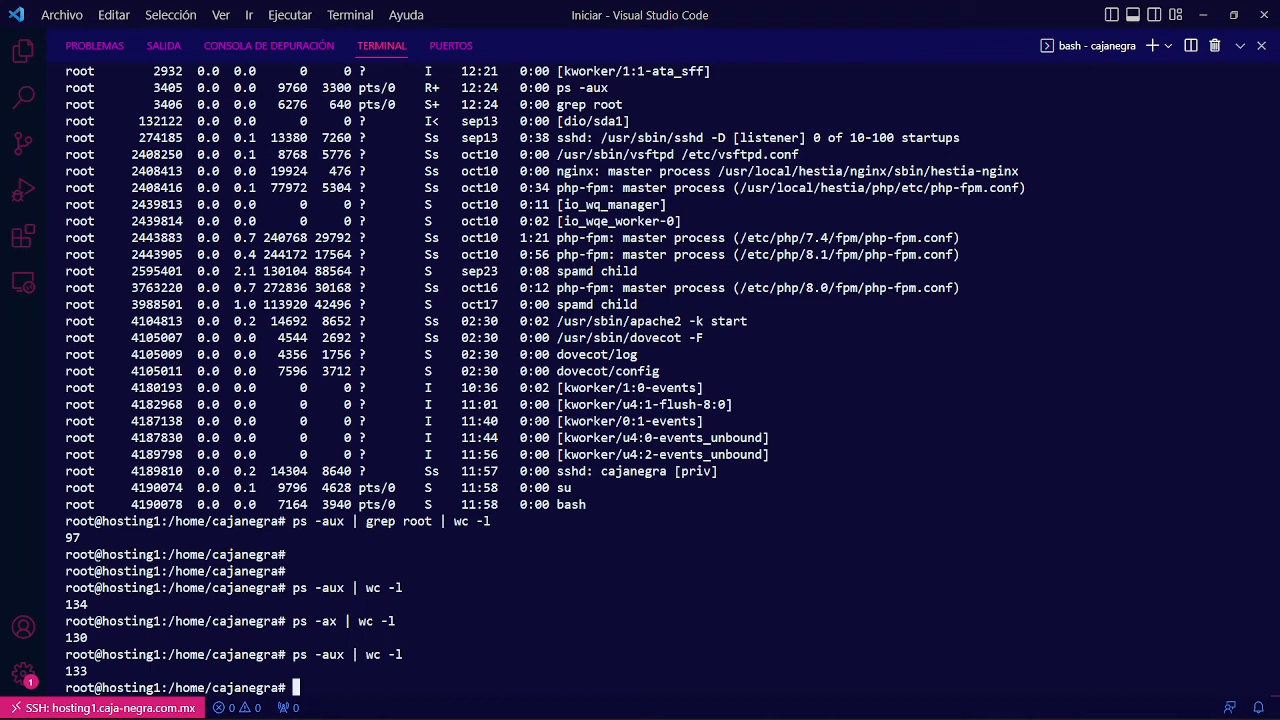 Archivo Editar Selección Ver Ir Ejecutar Terminal Ayuda Iniciar - Visual Studio Code
PROBLEMAS SALIDA CONSOLA DE DEPURACIÓN TERMINAL PUERTOS bash - cajanegra
root 2932 0.0 0.0 0 0 ? I 12:21 0:00 [kworker/1:1-ata_sff]
root 3405 0.0 0.0 9760 3300 pts/0 R+ 12:24 0:00 ps -aux
root 3406 0.0 0.0 6276 640 pts/0 S+ 12:24 0:00 grep root
root 132122 0.0 0.0 0 0 ? I< sep13 0:00 [dio/sda1]
root 274185 0.0 0.1 13380 7260 ? Ss sep13 0:38 sshd: /usr/sbin/sshd -D [listener] 0 of 10-100 startups
root 2408250 0.0 0.1 8768 5776 ? Ss oct10 0:00 /usr/sbin/vsftpd /etc/vsftpd.conf
root 2408413 0.0 0.0 19924 476 ? Ss oct10 0:00 nginx: master process /usr/local/hestia/nginx/sbin/hestia-nginx
root 2408416 0.0 0.1 77972 5304 ? Ss oct10 0:34 php-fpm: master process (/usr/local/hestia/php/etc/php-fpm.conf)
root 2439813 0.0 0.0 0 0 ? S oct10 0:11 [io_wq_manager]
root 2439814 0.0 0.0 0 0 ? S oct10 0:02 [io_wqe_worker-0]
root 2443883 0.0 0.7 240768 29792 ? Ss oct10 1:21 php-fpm: master process (/etc/php/7.4/fpm/php-fpm.conf)
root 2443905 0.0 0.4 244172 17564 ? Ss oct10 0:56 php-fpm: master process (/etc/php/8.1/fpm/php-fpm.conf)
root 2595401 0.0 2.1 130104 88564 ? S sep23 0:08 spamd child
root 3763220 0.0 0.7 272836 30168 ? Ss oct16 0:12 php-fpm: master process (/etc/php/8.0/fpm/php-fpm.conf)
root 3988501 0.0 1.0 113920 42496 ? S oct17 0:00 spamd child
root 4104813 0.0 0.2 14692 8652 ? Ss 02:30 0:02 /usr/sbin/apache2 -k start
root 4105007 0.0 0.0 4544 2692 ? Ss 02:30 0:00 /usr/sbin/dovecot -F
root 4105009 0.0 0.0 4356 1756 ? S 02:30 0:00 dovecot/log
root 4105011 0.0 0.0 7596 3712 ? S 02:30 0:00 dovecot/config
root 4180193 0.0 0.0 0 0 ? I 10:36 0:02 [kworker/1:0-events]
root 4182968 0.0 0.0 0 0 ? I 11:01 0:00 [kworker/u4:1-flush-8:0]
root 4187138 0.0 0.0 0 0 ? I 11:40 0:00 [kworker/0:1-events]
root 4187830 0.0 0.0 0 0 ? I 11:44 0:00 [kworker/u4:0-events_unbound]
root 4189798 0.0 0.0 0 0 ? I 11:56 0:00 [kworker/u4:2-events_unbound]
root 4189810 0.0 0.2 14304 8640 ? Ss 11:57 0:00 sshd: cajanegra [priv]
root 4190074 0.0 0.1 9796 4628 pts/0 S 11:58 0:00 su
root 4190078 0.0 0.0 7164 3940 pts/0 S 11:58 0:00 bash
root@hosting1:/home/cajanegra# ps -aux | grep root | wc -l
97
root@hosting1:/home/cajanegra#
root@hosting1:/home/cajanegra#
root@hosting1:/home/cajanegra# ps -aux | wc -l
134
root@hosting1:/home/cajanegra# ps -ax | wc -l
130
root@hosting1:/home/cajanegra# ps -aux | wc -l
133
root@hosting1:/home/cajanegra#
1
SSH: hosting1.caja-negra.com.mx 0 0 0